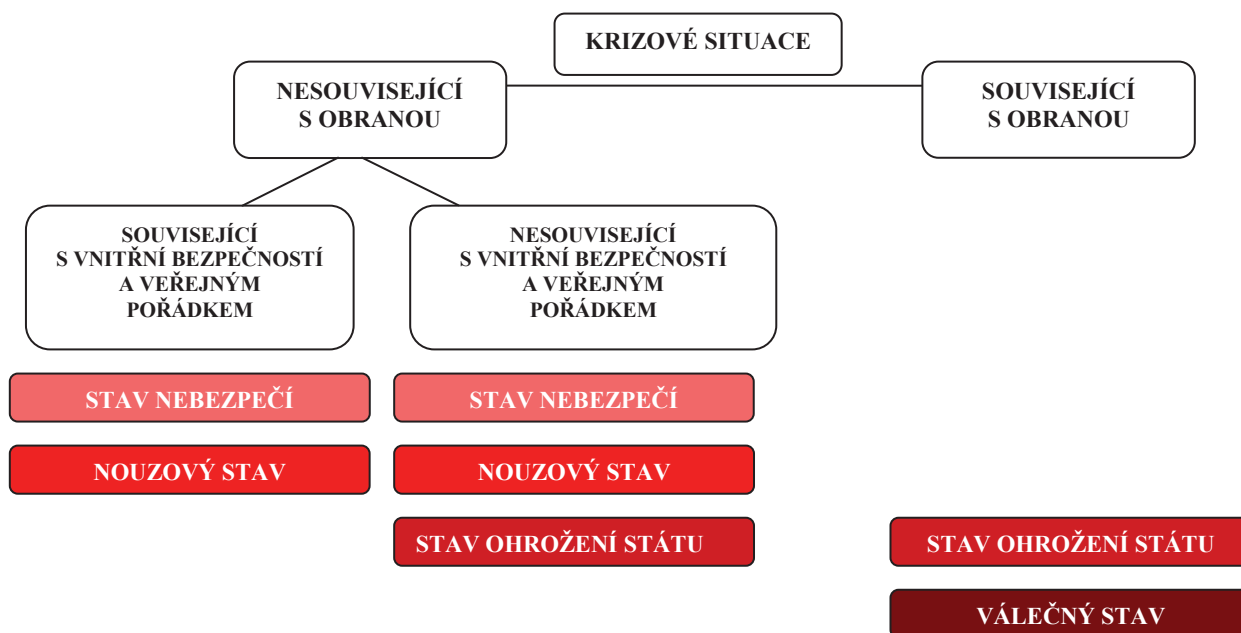 KRIZOVÉ SITUACE
NESOUVISEJÍCÍ
S OBRANOU
SOUVISEJÍCÍ
S OBRANOU
SOUVISEJÍCÍ
S VNITŘNÍ BEZPEČNOSTÍ
A VEŘEJNÝM
POŘÁDKEM
NESOUVISEJÍCÍ
S VNITŘNÍ BEZPEČNOSTÍ
A VEŘEJNÝM
POŘÁDKEM
STAV NEBEZPEČÍ
STAV NEBEZPEČÍ
NOUZOVÝ STAV
NOUZOVÝ STAV
STAV OHROŽENÍ STÁTU
STAV OHROŽENÍ STÁTU
VÁLEČNÝ STAV